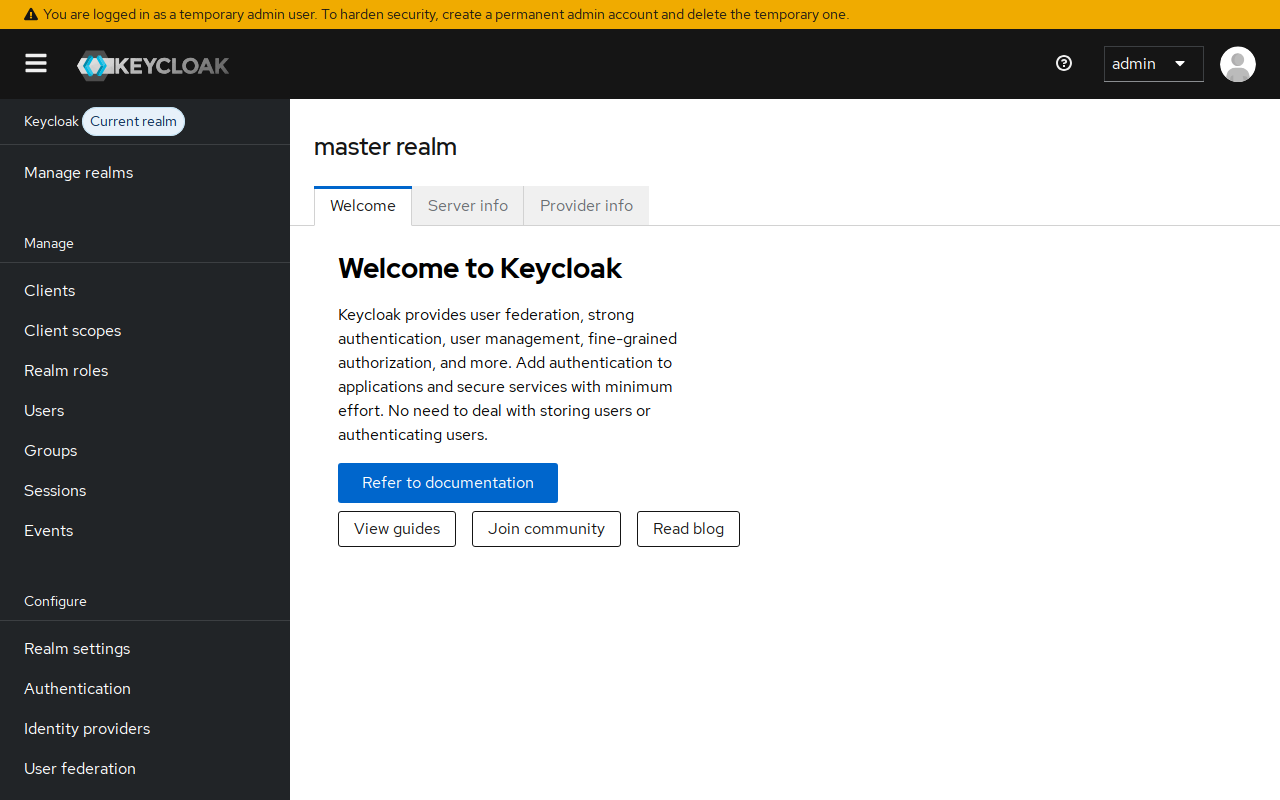 You are logged in as a temporary admin user. To harden security, create a permanent admin account and delete the temporary one.
KEYCLOAK
admin
Keycloak Current realm
Manage realms
Manage
Clients
Client scopes
Realm roles
Users
Groups
Sessions
Events
Configure
Realm settings
Authentication
Identity providers
User federation
master realm
Welcome
Server info
Provider info
Welcome to Keycloak
Keycloak provides user federation, strong
authentication, user management, fine-grained
authorization, and more. Add authentication to
applications and secure services with minimum
effort. No need to deal with storing users or
authenticating users.
Refer to documentation
View guides
Join community
Read blog